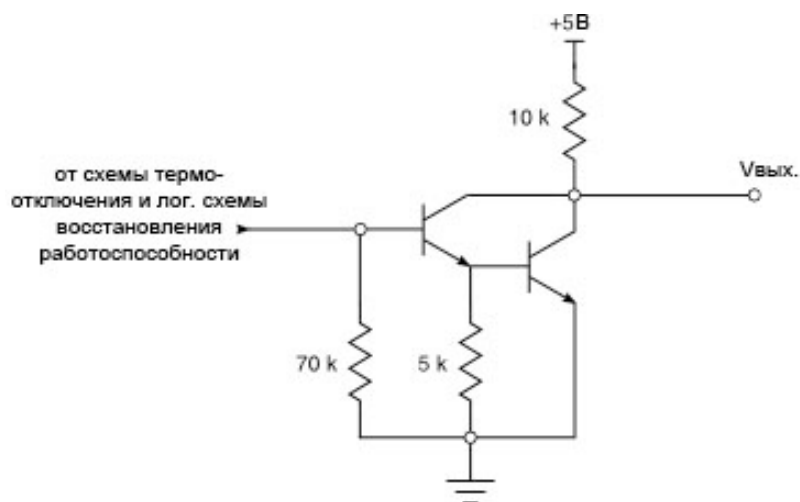 +5В
10 k
Vвых.
от схемы термо-
отключения и лог. схемы
восстановления
работоспособности
70 k
5 k